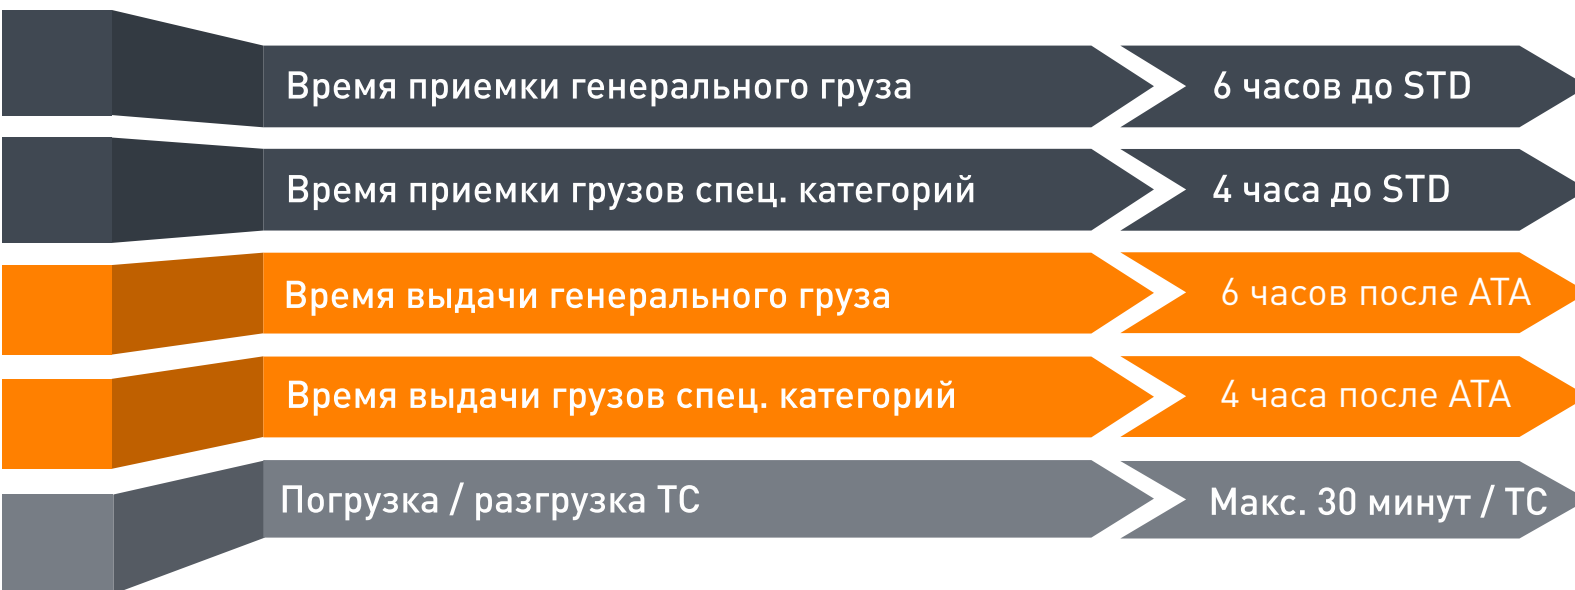 Время приемки генерального груза
6 часов до STD
Время приемки грузов спец. категорий
4 часа до STD
Время выдачи генерального груза
6 часов после ATA
Время выдачи грузов спец. категорий
4 часа после ATA
Погрузка / разгрузка ТС
Макс. 30 минут / ТС